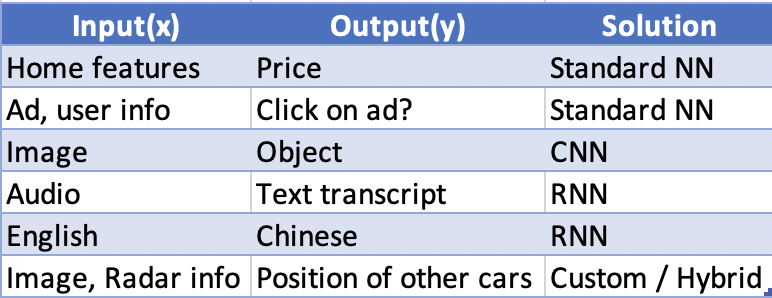 Input(x) Output(y) Solution
Home features Price Standard NN
Ad, user info Click on ad? Standard NN
Image Object CNN
Audio Text transcript RNN
English Chinese RNN
Image, Radar info Position of other cars Custom / Hybrid